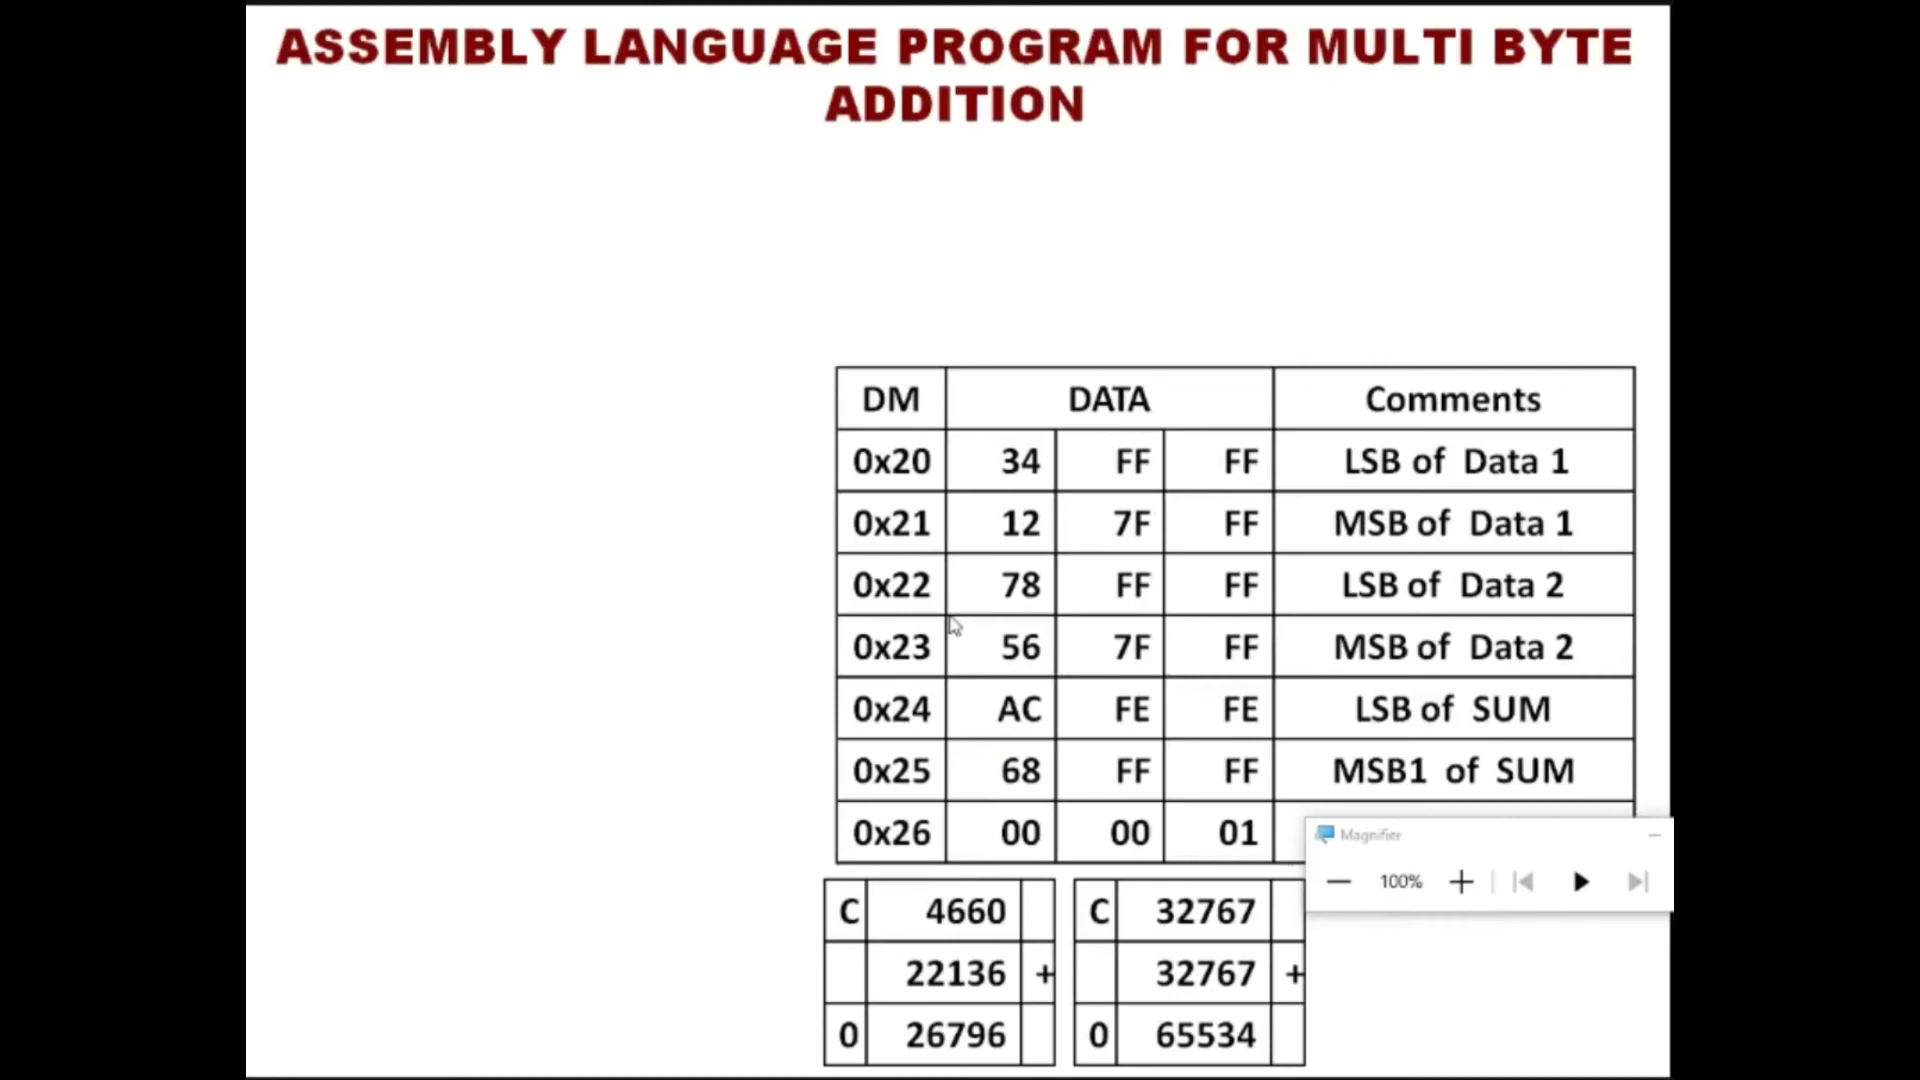 ASSEMBLY LANGUAGE PROGRAM FOR MULTI BYTE
ADDITION
DM DATA Comments
0x20 34 FF FF LSB of Data 1
0x21 12 7F FF MSB of Data 1
0x22 78 FF FF LSB of Data 2
0x23 56 7F FF MSB of Data 2
0x24 AC FE FE LSB of SUM
0x25 68 FF FF MSB1 of SUM
0x26 00 00 01
Magnifier
100%
C 4660
22136 +
0 26796
C 32767
32767 +
0 65534